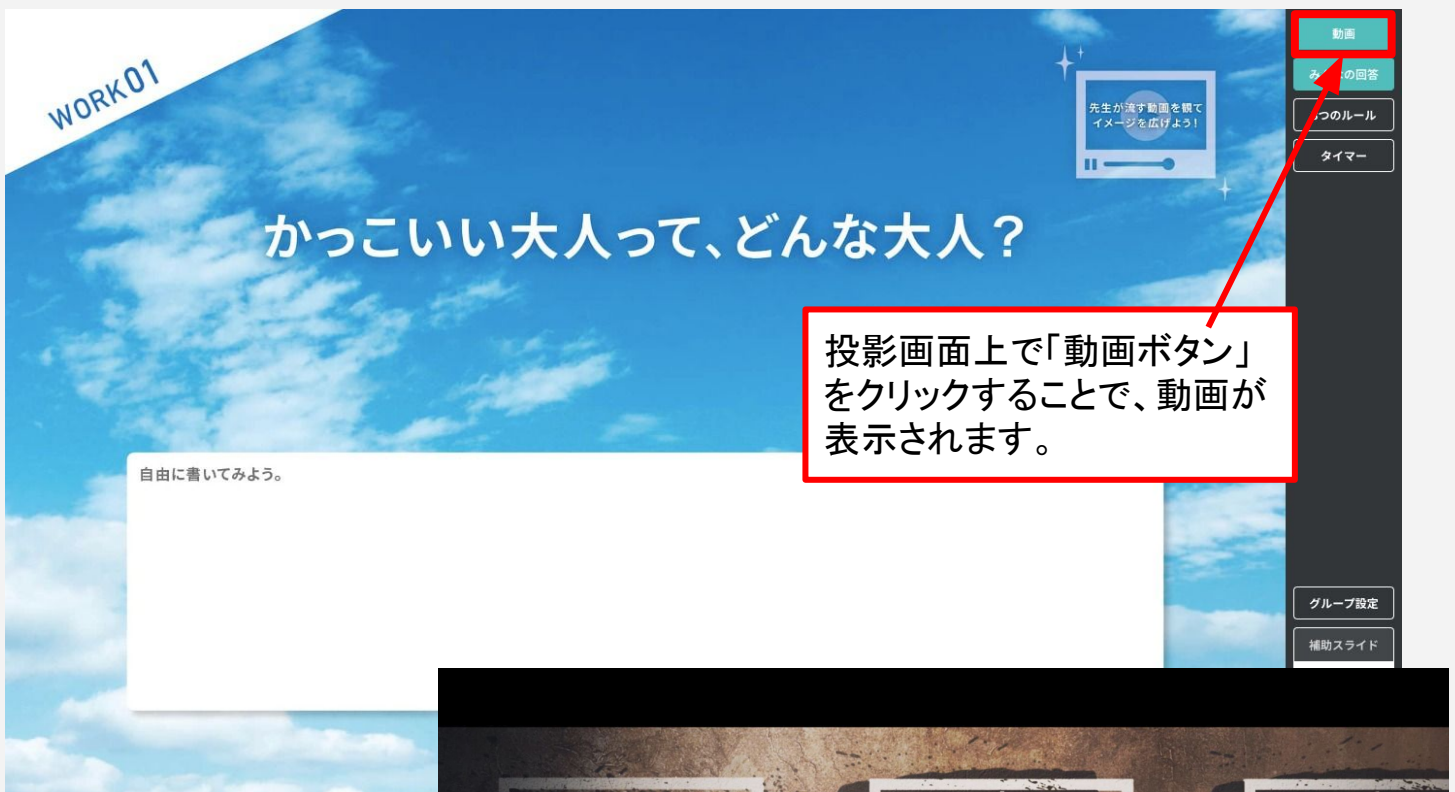 WORK01
先生が流す動画を観て
イメージを広げよう!
かっこいい大人って、どんな大人?
自由に書いてみよう。
動画
の回答
つのルール
タイマー
投影画面上で「動画ボタン」
をクリックすることで、動画が
表示されます。
グループ設定
補助スライド